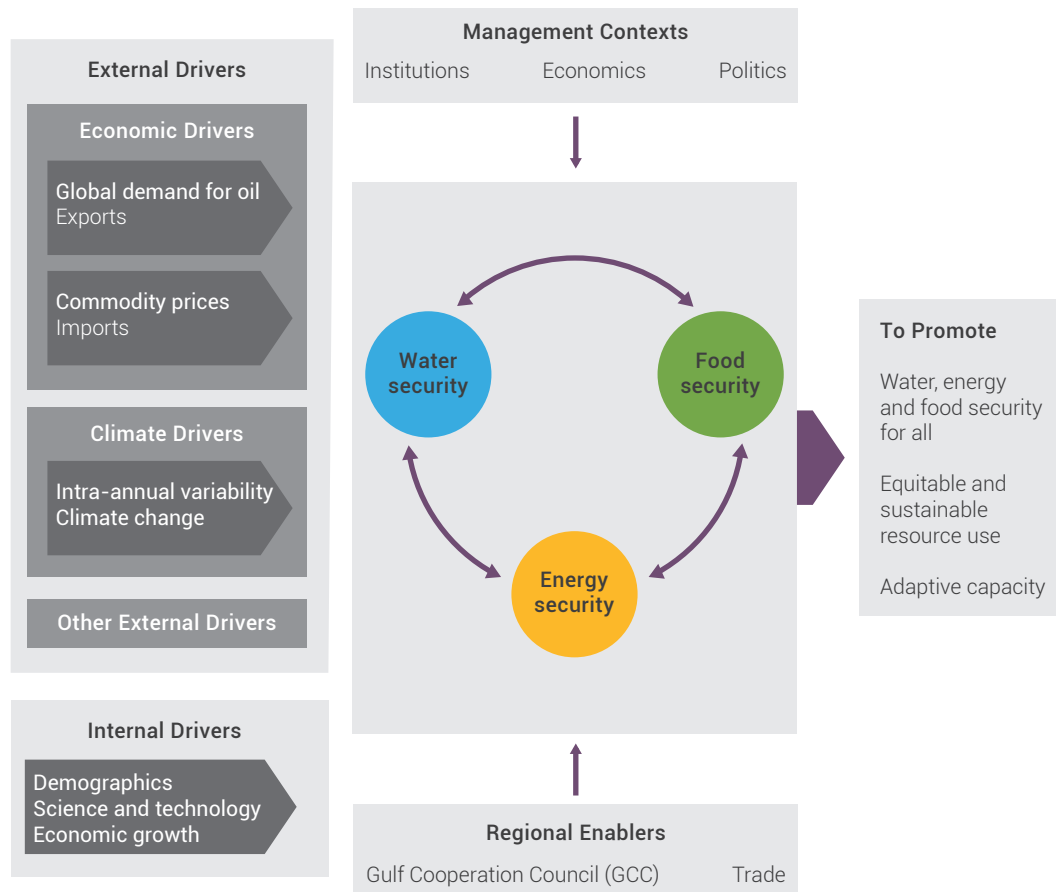 External Drivers
Economic Drivers
Global demand for oil
Exports
Commodity prices
Imports
Climate Drivers
Intra-annual variability
Climate change
Other External Drivers
Internal Drivers
Demographics
Science and technology
Economic growth
Management Contexts
Institutions Economics Politics
Water
security
Food
security
Energy
security
Regional Enablers
Gulf Cooperation Council (GCC) Trade
To Promote
Water, energy
and food security
for all
Equitable and
sustainable
resource use
Adaptive capacity